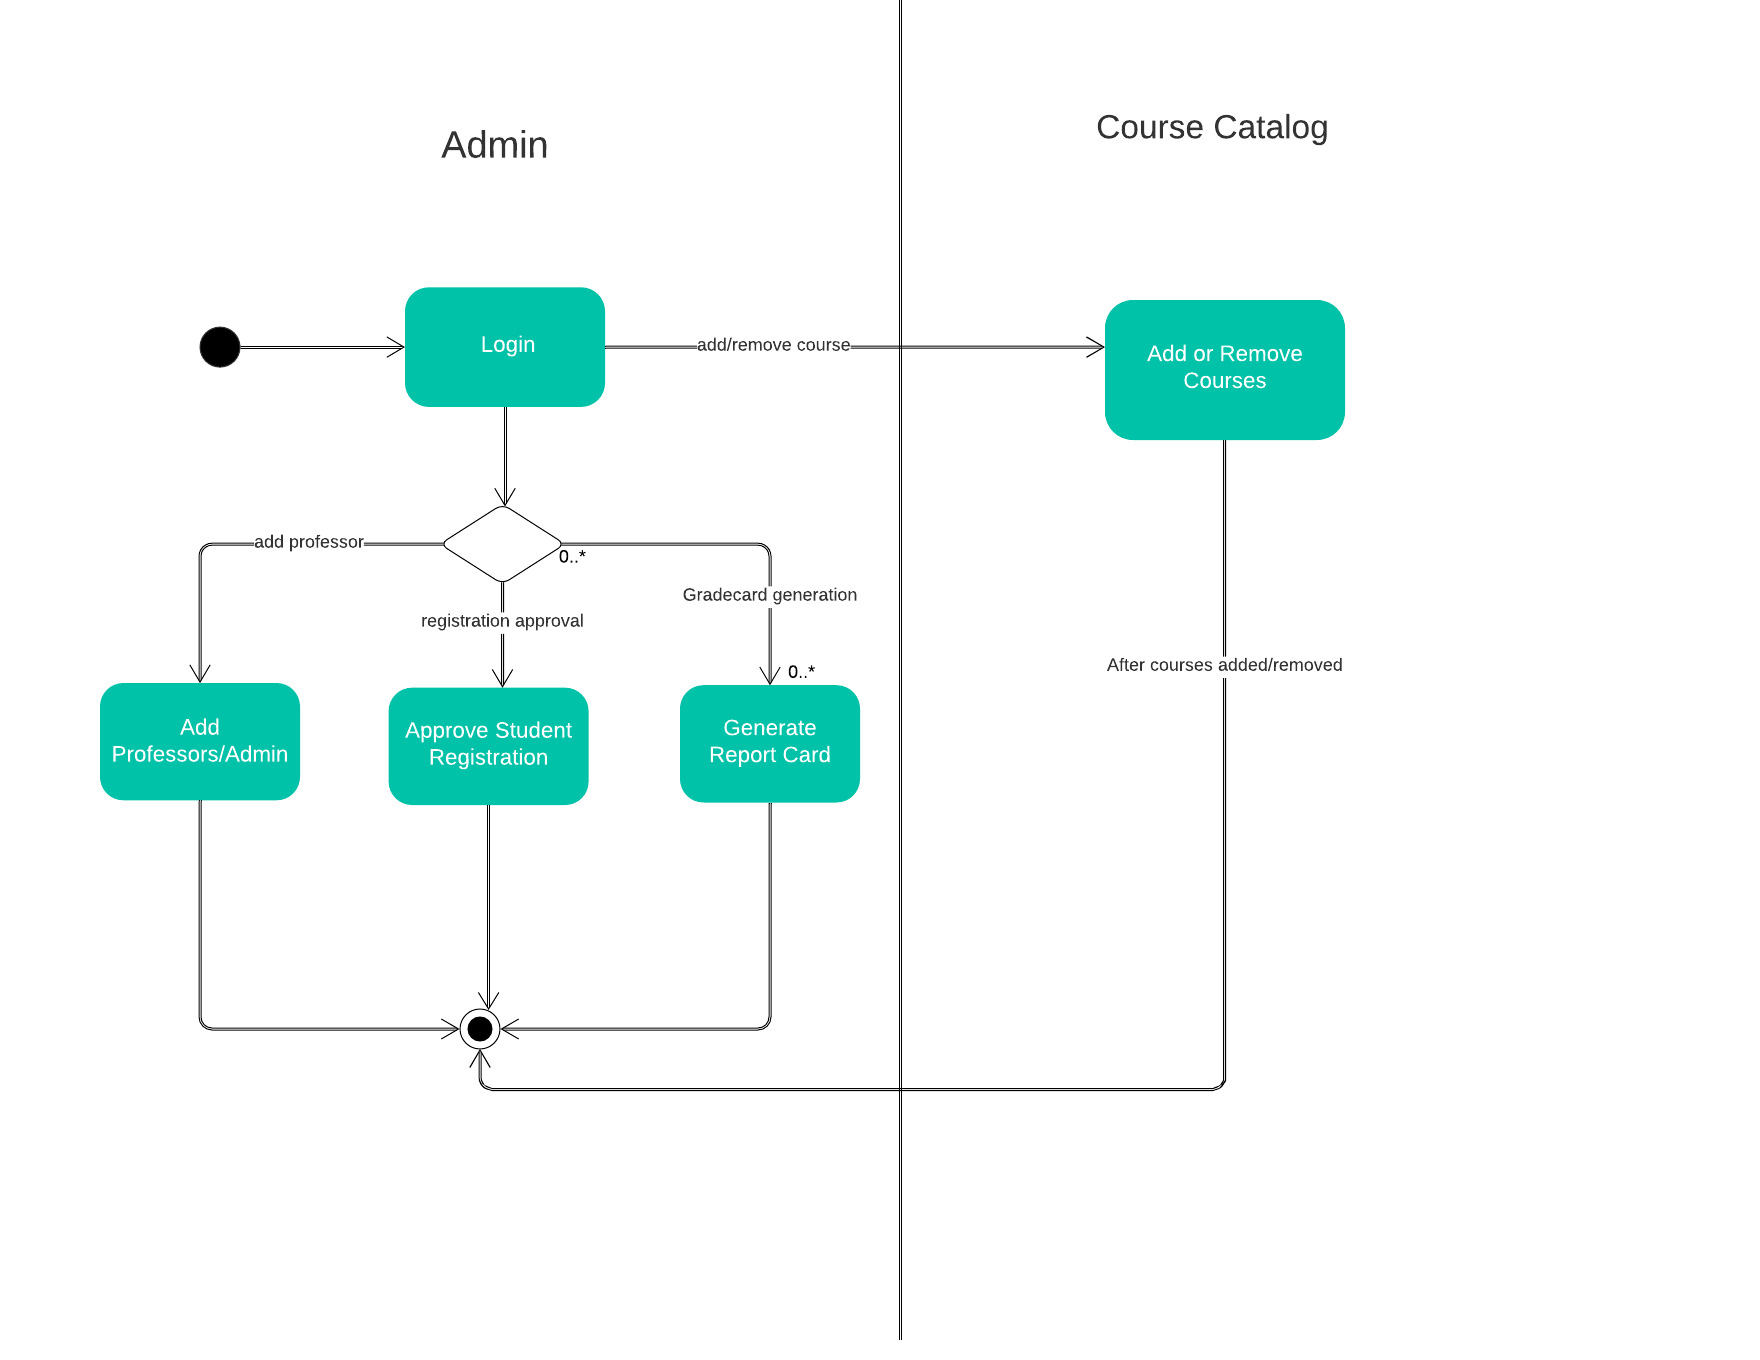 Admin
Course Catalog
Login
add/remove course
Add or Remove
Courses
add professor
0..*
Gradecard generation
registration approval
After courses added/removed
0..*
Add
Professors/Admin
Approve Student
Registration
Generate
Report Card